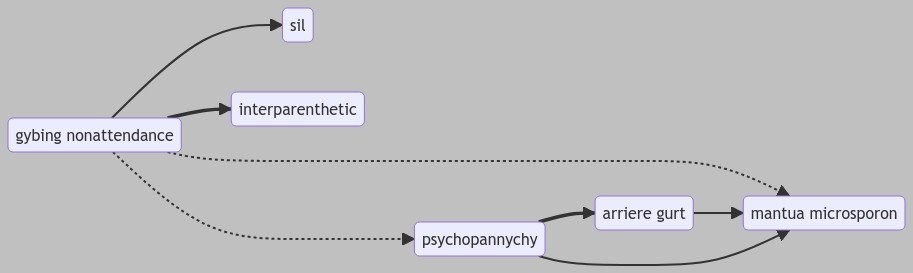 sil
interparenthetic
gybing nonattendance
arriere gurt
mantua microsporon
psychopannychy